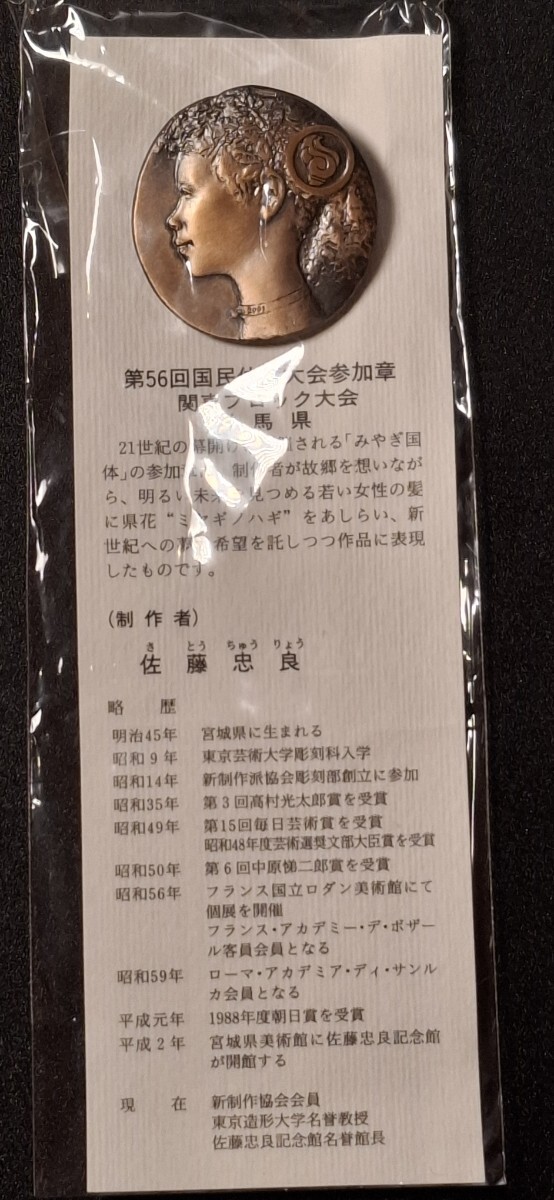 2001
第56回国民 大会参加章
関東ブロック大会
馬県
21世紀の幕開け される「みやぎ国
体」の参加 制作者が故郷を想いなが
ら、明るい未来 見つめる若い女性の髪
に県花“ミヤギノハギ”をあしらい、新
世紀への 希望を託しつつ作品に表現
したものです。
(制作者)
さ とう ちゅう りょう
佐藤忠良
略歴
明治45年 宮城県に生まれる
昭和9年 東京芸術大学彫刻科入学
昭和14年 新制作派協会彫刻部創立に参加
昭和35年 第3回高村光太郎賞を受賞
昭和49年 第15回毎日芸術賞を受賞
昭和48年度芸術選奨文部大臣賞を受賞
昭和50年 第6回中原悌二郎賞を受賞
昭和56年 フランス国立ロダン美術館にて
個展を開催
フランス・アカデミー・デ・ボザー
ル客員会員となる
昭和59年 ローマ・アカデミア・ディ・サンル
カ会員となる
平成元年 1988年度朝日賞を受賞
平成2年 宮城県美術館に佐藤忠良記念館
が開館する
現在 新制作協会会員
東京造形大学名誉教授
佐藤忠良記念館名誉館長